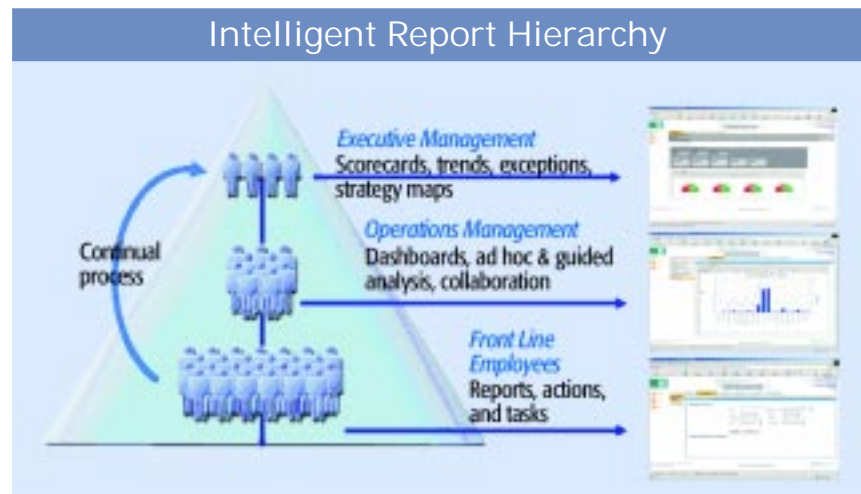 Intelligent Report Hierarchy
Executive Management
Scorecards, trends, exceptions,
strategy maps
Operations Management
Dashboards, ad hoc & guided
analysis, collaboration
Continual
process
Front Line
Employees
Reports, actions,
and tasks